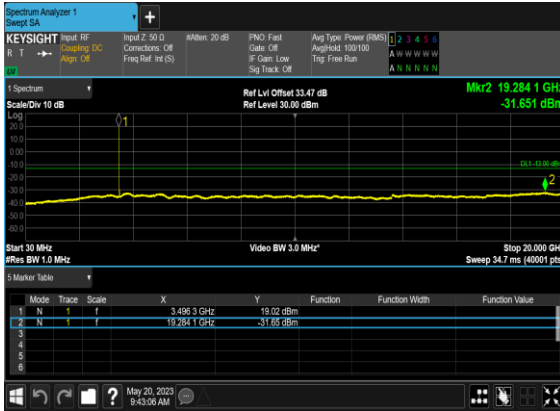 Spectrum Analyzer 1
Swept SA
+
KEYSIGHT Input: RF Input Z: 50 Ω #Atten: 20 dB PNO: Fast Avg Type: Power (RMS) 1 2 3 4 5 6
R T Coupling: DC Corrections: Off Gate: Off Avg|Hold: 100/100 A W W W W W
Align: Off Freq Ref: Int (S) IF Gain: Low Trig: Free Run
Sig Track: Off A N N N N N
1 Spectrum Ref Lvl Offset 33.47 dB Mkr2 19.284 1 GHz
Scale/Div 10 dB Ref Level 30.00 dBm -31.651 dBm
Log
20.0
10.0
0.00
-10.0
-20.0
-30.0
-40.0
-50.0
-60.0
1
DL1 -13.00 dBm
2
Start 30 MHz Video BW 3.0 MHz* Stop 20.000 GHz
#Res BW 1.0 MHz Sweep 34.7 ms (40001 pts)
5 Marker Table
Mode Trace Scale X Y Function Function Width Function Value
1 N 1 f 3.496 3 GHz 19.02 dBm
2 N 1 f 19.284 1 GHz -31.65 dBm
3
4
5
6
? May 20, 2023
9:43:06 AM